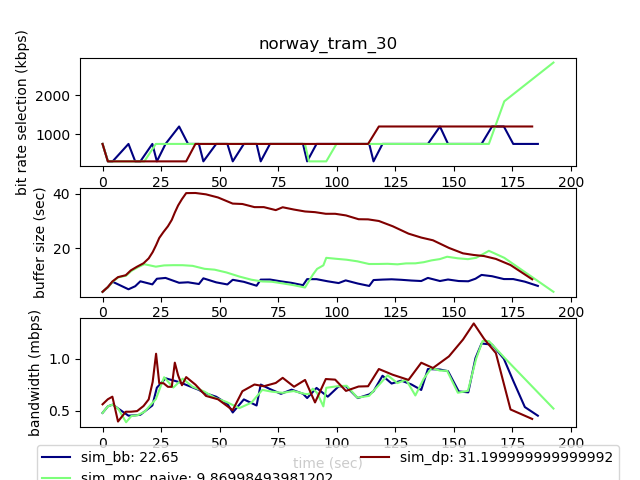 norway_tram_30
bit rate selection (kbps)
2000
1000
0 25 50 75 100 125 150 175 200
buffer size (sec)
40
20
0 25 50 75 100 125 150 175 200
bandwidth (mbps)
1.0
0.5
0 25 50 75 100 125 150 175 200
time (sec)
sim_bb: 22.65
sim_dp: 31.199999999999992
sim_mpc_naive: 9.86998493981202